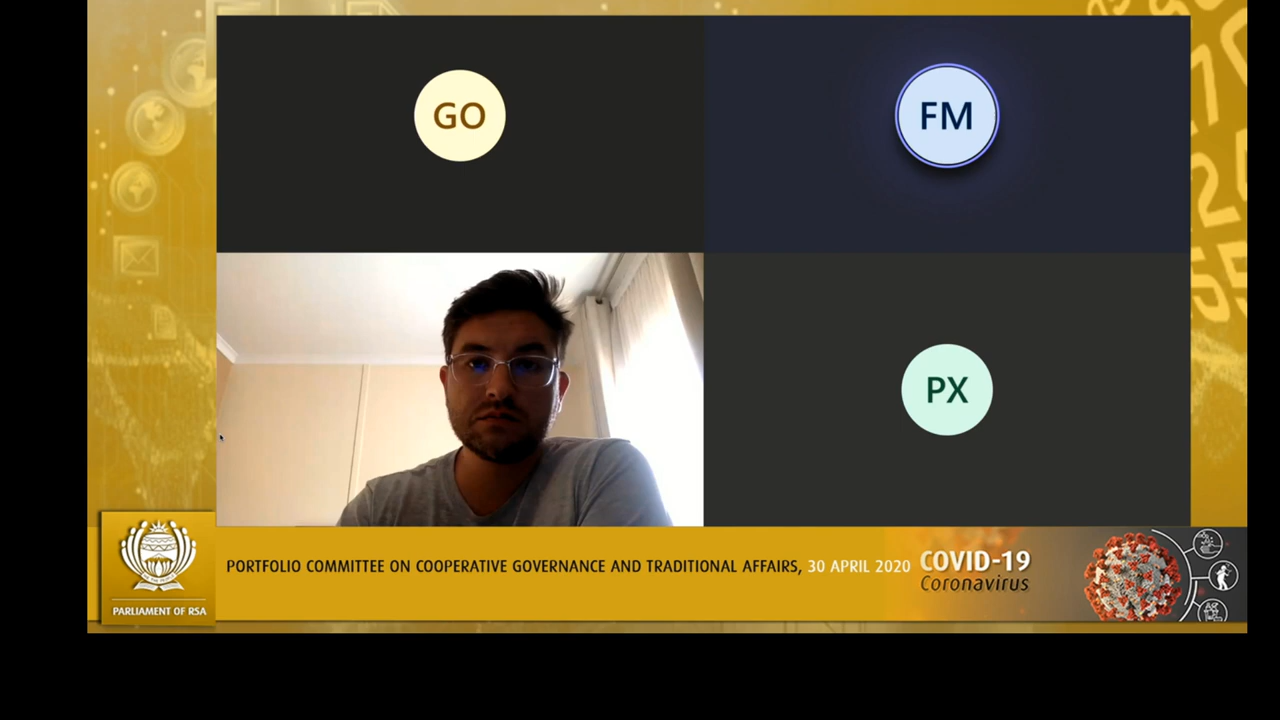 GO
FM
PX
PORTFOLIO COMMITTEE ON COOPERATIVE GOVERNANCE AND TRADITIONAL AFFAIRS, 30 APRIL 2020
COVID-19
Coronavirus
PARLIAMENT OF RSA